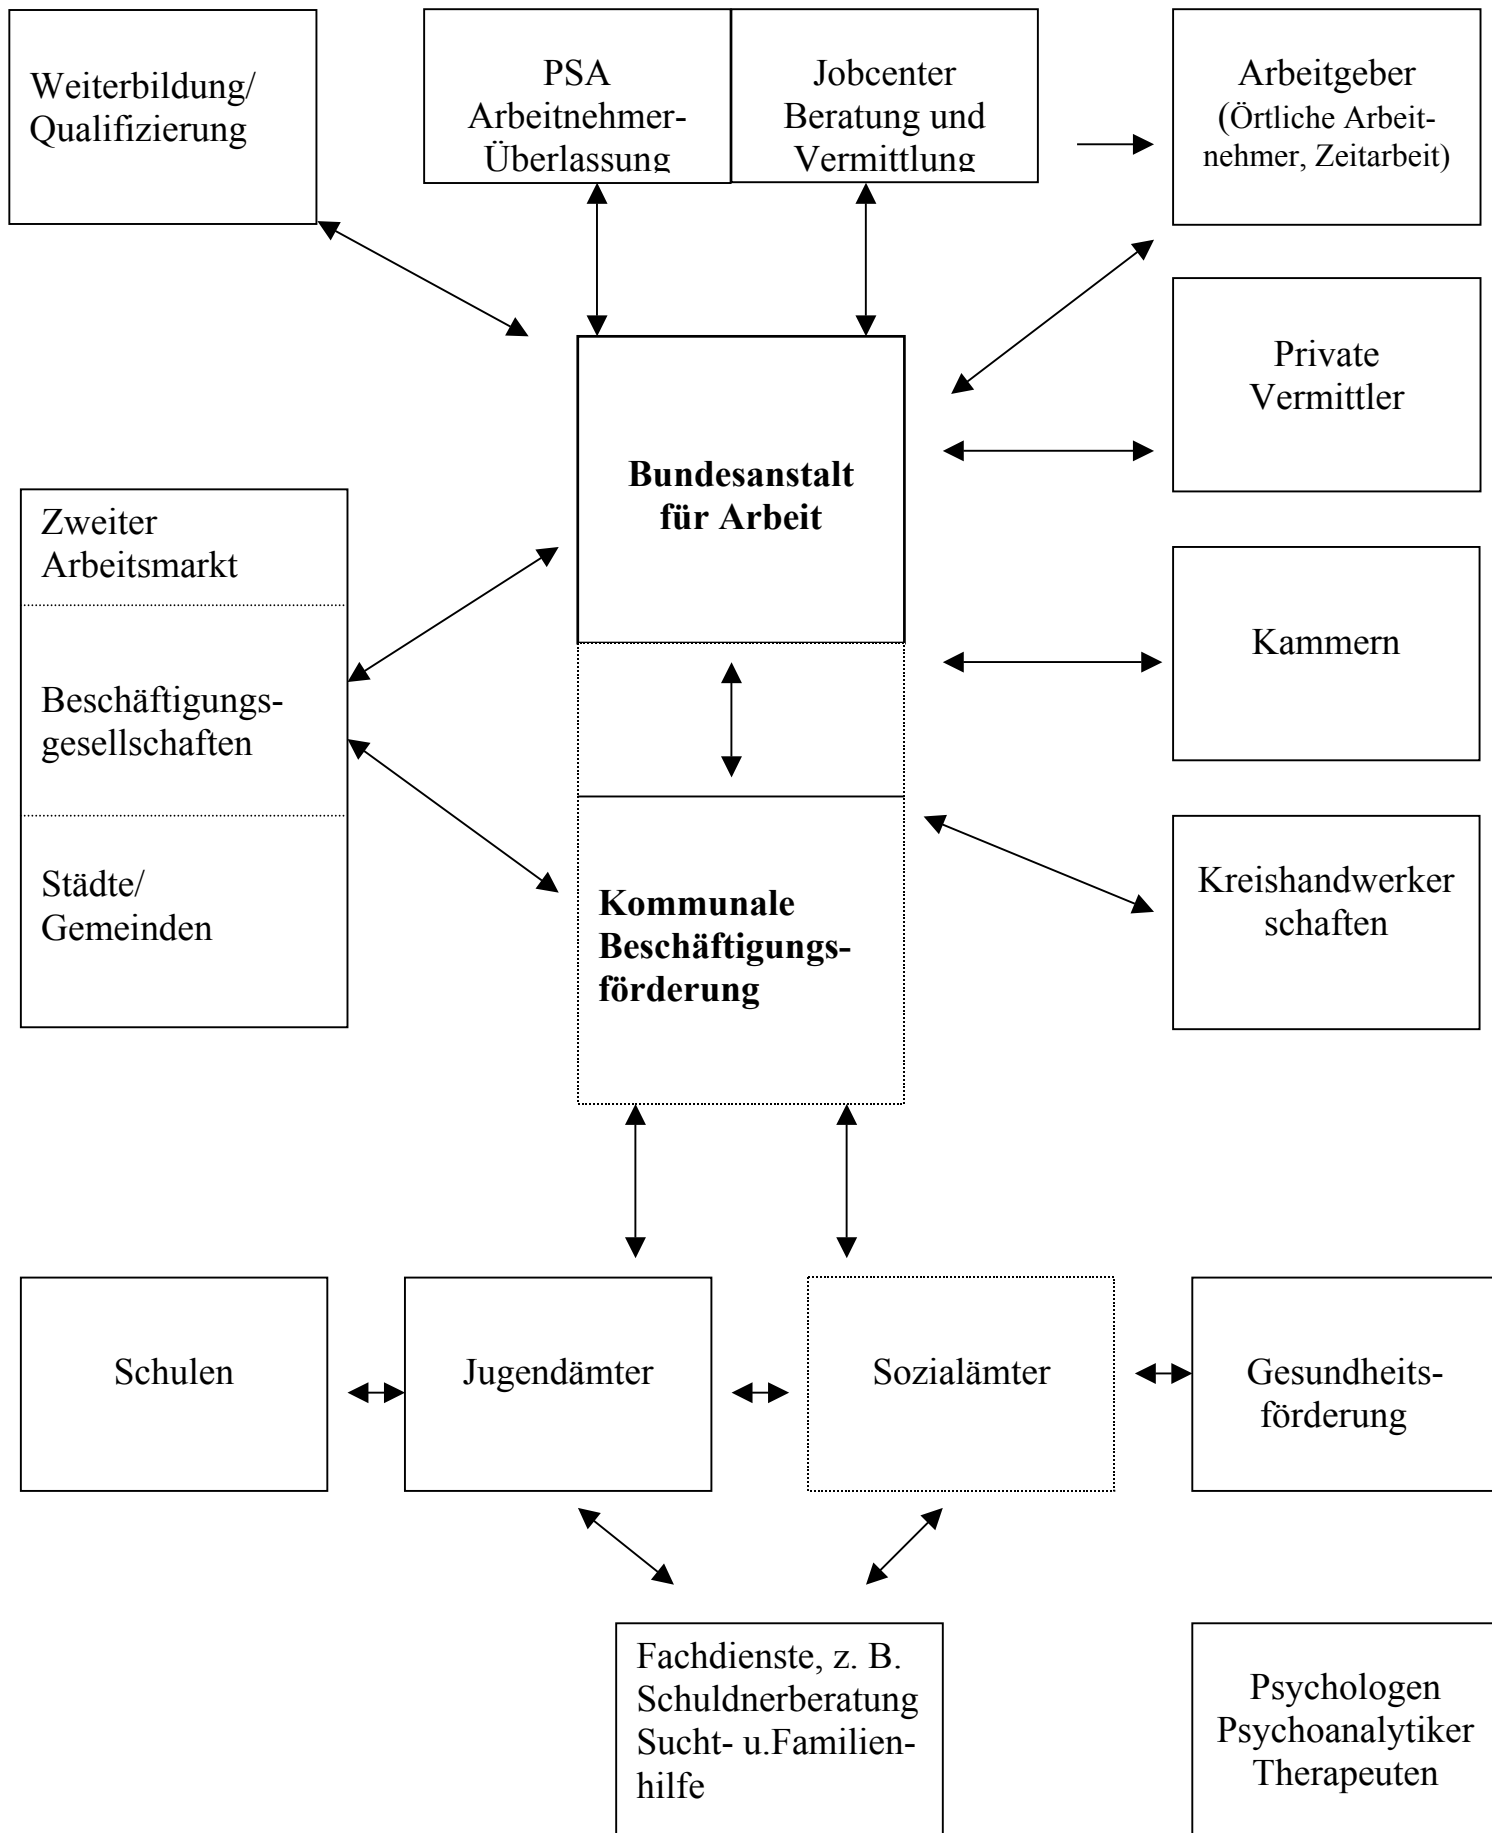 Weiterbildung/
Qualifizierung
PSA
Arbeitnehmer-
Überlassung
Jobcenter
Beratung und
Vermittlung
Arbeitgeber
(Örtliche Arbeit-
nehmer, Zeitarbeit)
Private
Vermittler
Bundesanstalt
für Arbeit
Zweiter
Arbeitsmarkt
Beschäftigungs-
gesellschaften
Städte/
Gemeinden
Kammern
Kommunale
Beschäftigungs-
förderung
Kreishandwerker
schaften
Schulen
Jugendämter
Sozialämter
Gesundheits-
förderung
Fachdienste, z. B.
Schuldnerberatung
Sucht- u.Familien-
hilfe
Psychologen
Psychoanalytiker
Therapeuten